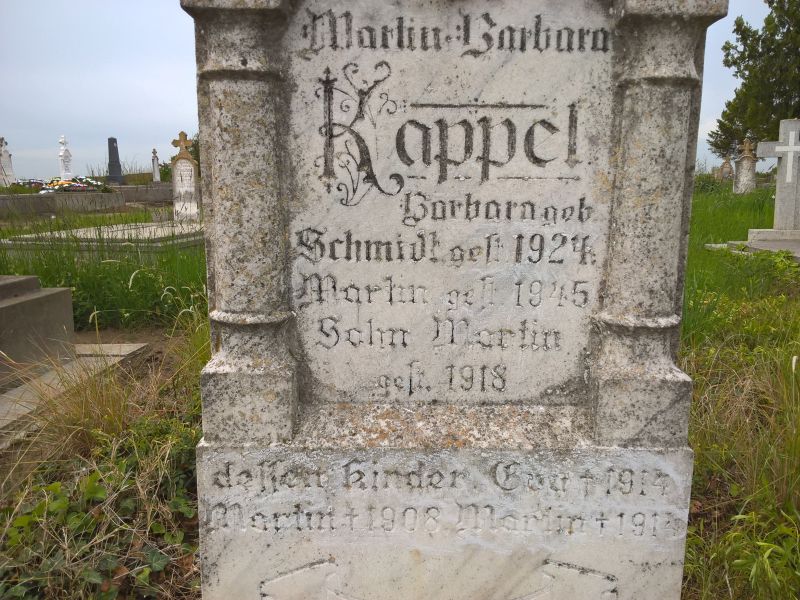 Martin Barbara
Kappel
Barbara geb
Schmidt gest 1924
Martin gest 1945
Sohn Martin
gest. 1918
dessen Kinder Eva † 1914
Martin † 1908 Martin †